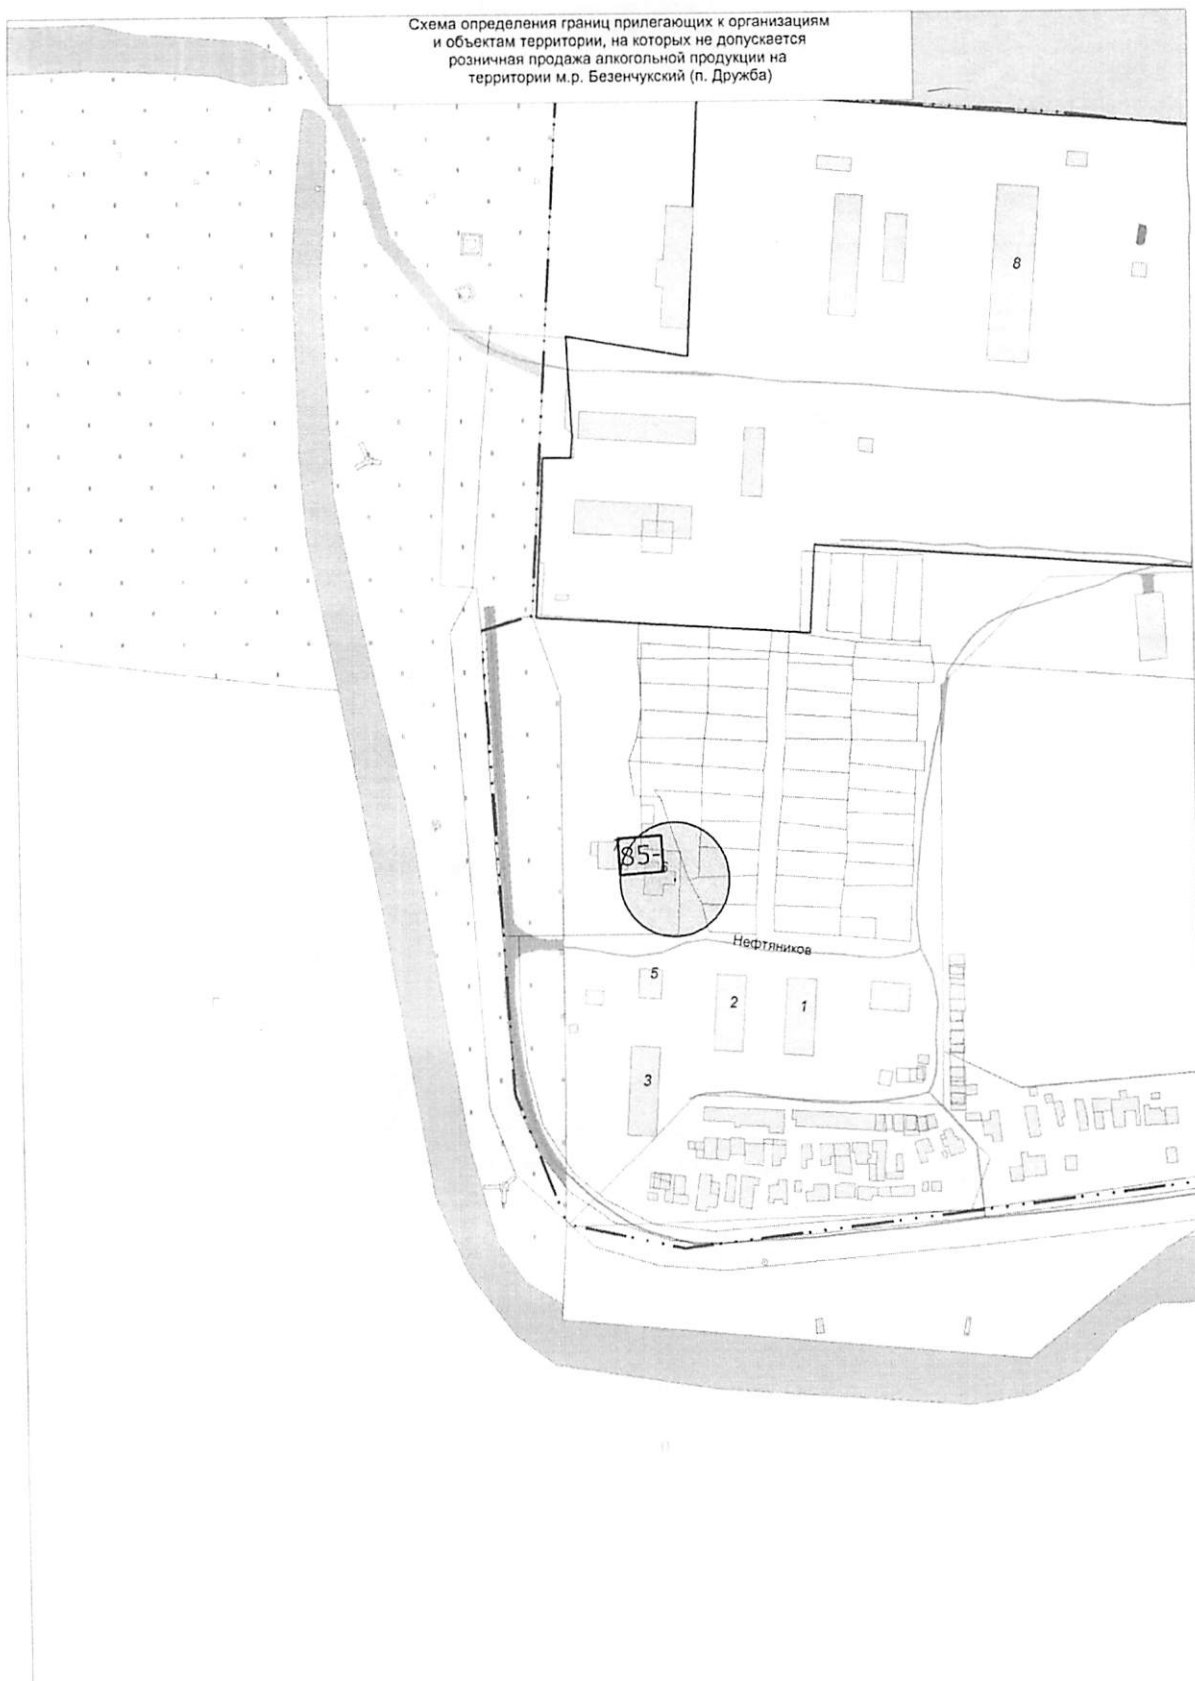 Схема определения границ прилегающих к организациям
и объектам территории, на которых не допускается
розничная продажа алкогольной продукции на
территории м.р. Безенчукский (п. Дружба)
8
85-
Нефтяников
5
2
1
3